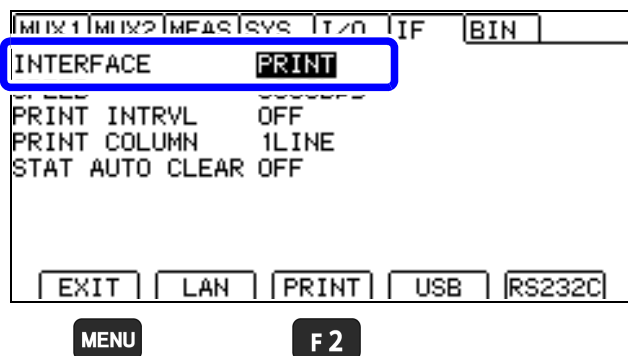 MUX1 MUX2 MEAS SYS I/O IF BIN
INTERFACE PRINT
PRINT INTRVL OFF
PRINT COLUMN 1LINE
STAT AUTO CLEAR OFF
EXIT LAN PRINT USB RS232C
MENU F2